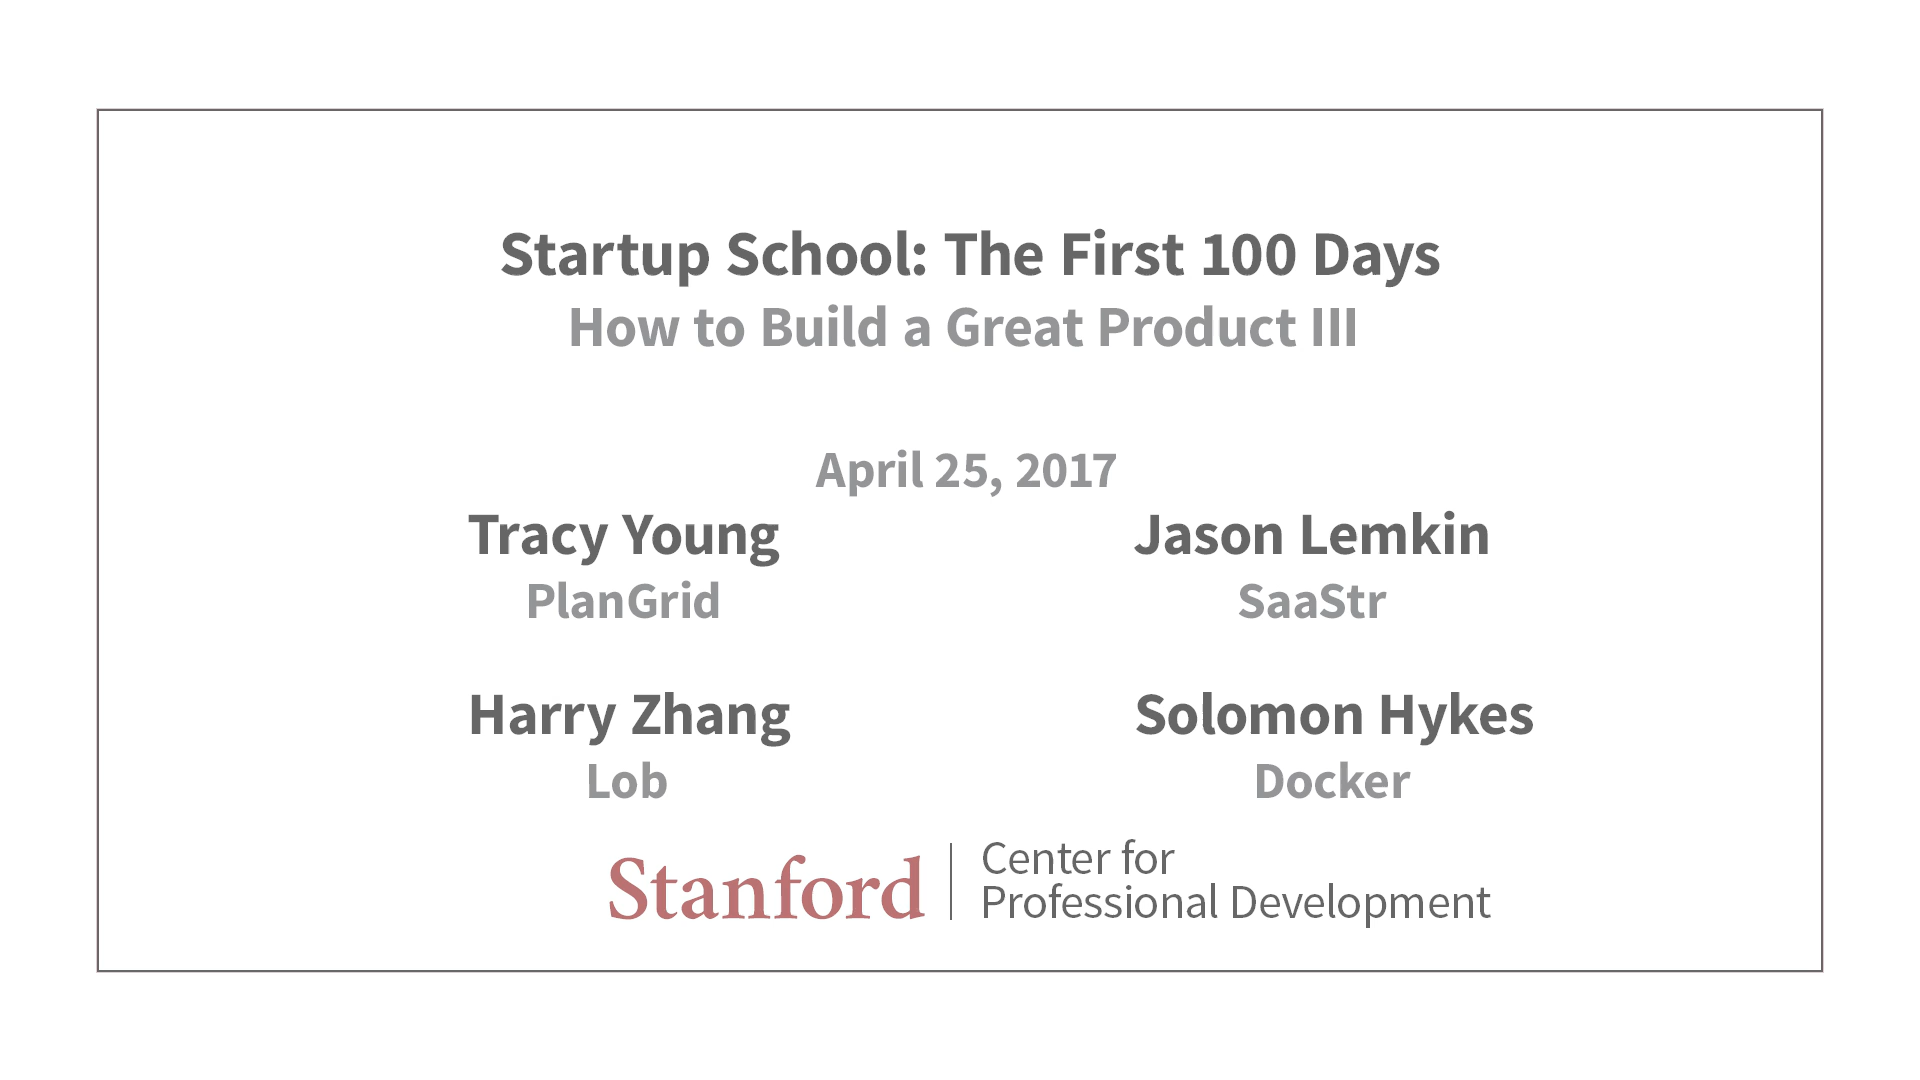 Startup School: The First 100 Days
How to Build a Great Product III
April 25, 2017
Tracy Young
PlanGrid
Jason Lemkin
SaaStr
Harry Zhang
Lob
Solomon Hykes
Docker
Stanford
Center for
Professional Development